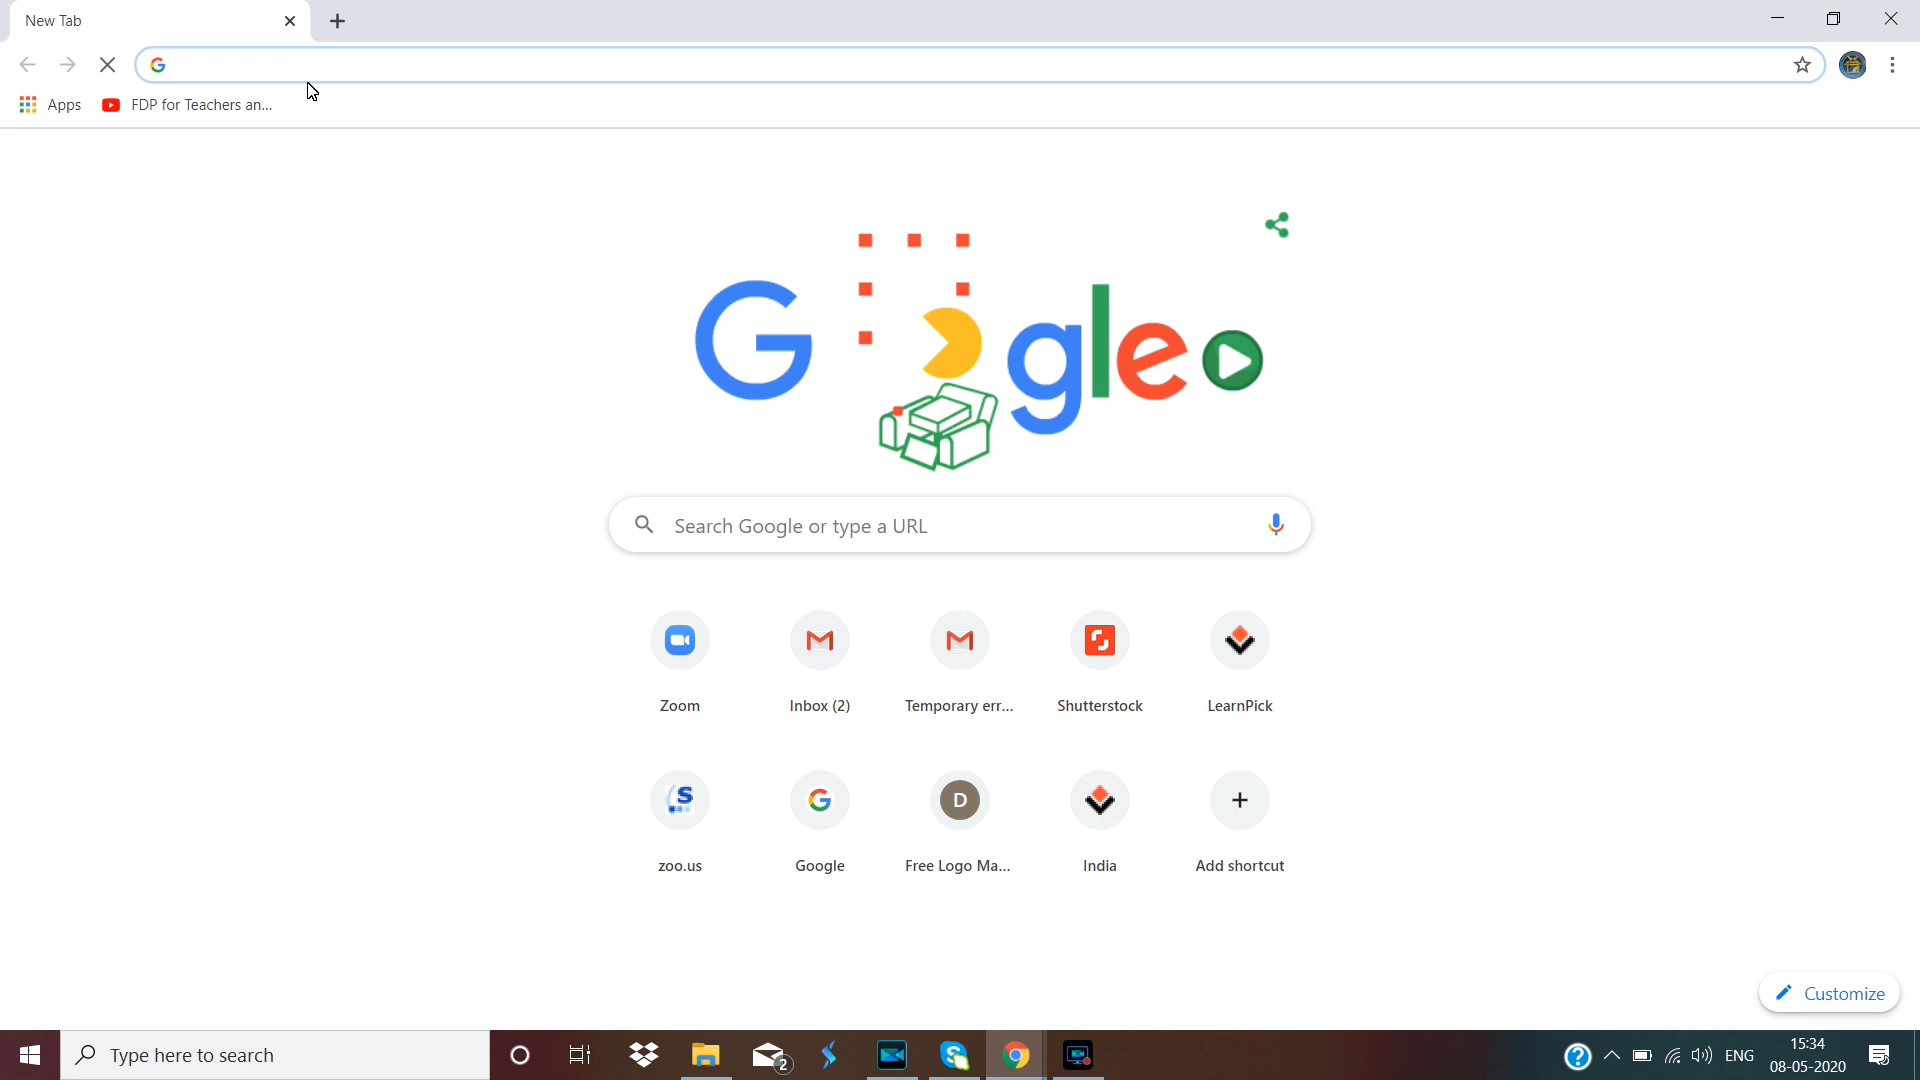 New Tab
Apps
FDP for Teachers an...
G gle
Search Google or type a URL
Zoom
Inbox (2)
Temporary err...
Shutterstock
LearnPick
S
D
zoo.us
Google
Free Logo Ma...
India
Add shortcut
Customize
Type here to search
2
ENG
15:34
08-05-2020